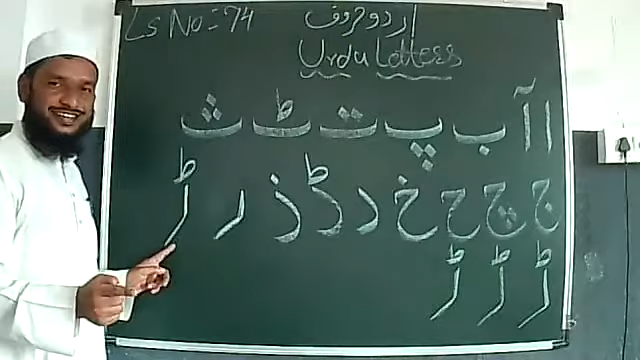 Ls No:- 74 اردو حروف
Urdu Letters
ا آ ب پ ت ٹ ث
ج چ ح خ د ڈ ذ ر ڑ
ڑ ڑ ڑ